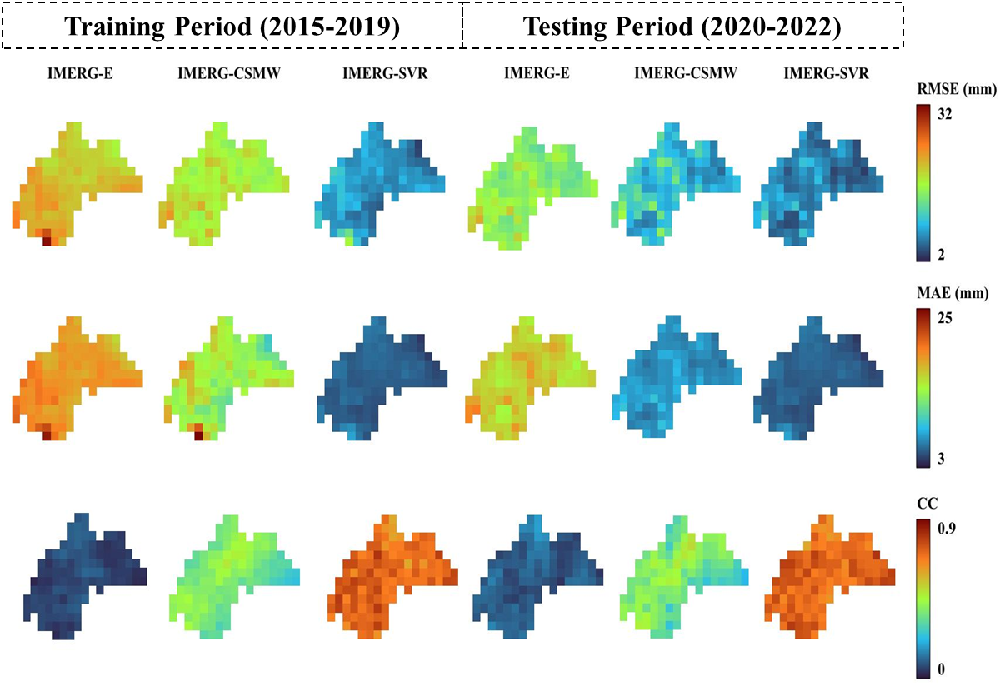 Training Period (2015-2019)
Testing Period (2020-2022)
IMERG-E
IMERG-CSMW
IMERG-SVR
IMERG-E
IMERG-CSMW
IMERG-SVR
RMSE (mm)
32
2
MAE (mm)
25
3
CC
0.9
0